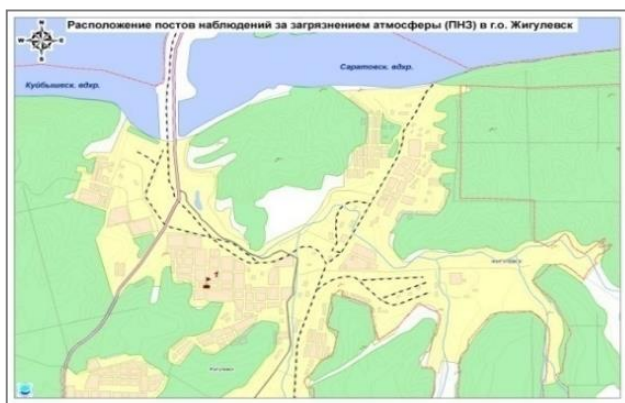 Расположение постов наблюдений за загрязнением атмосферы (ПНЗ) в г.о. Жигулевск
N
W
E
S
Саратовск. вдхр.
Куйбышевск. вдхр.